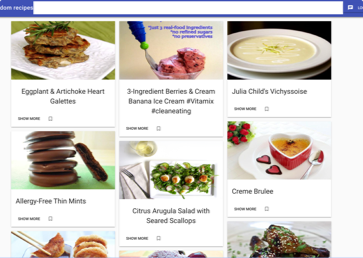 dom recipes
LO
*Just 3 real-food ingredients
*no refined sugars
*no preservatives
Eggplant & Artichoke Heart
Galettes
SHOW MORE
3-Ingredient Berries & Cream
Banana Ice Cream #Vitamix
#cleaneating
SHOW MORE
Julia Child's Vichyssoise
SHOW MORE
Allergy-Free Thin Mints
SHOW MORE
Citrus Arugula Salad with
Seared Scallops
SHOW MORE
Creme Brulee
SHOW MORE